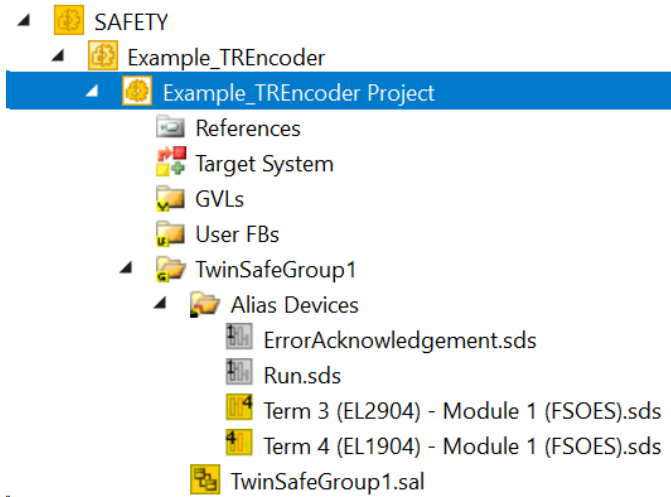 SAFETY
Example_TREncoder
Example_TREncoder Project
References
Target System
GVLs
User FBs
TwinSafeGroup1
Alias Devices
ErrorAcknowledgement.sds
Run.sds
Term 3 (EL2904) - Module 1 (FSOES).sds
Term 4 (EL1904) - Module 1 (FSOES).sds
TwinSafeGroup1.sal